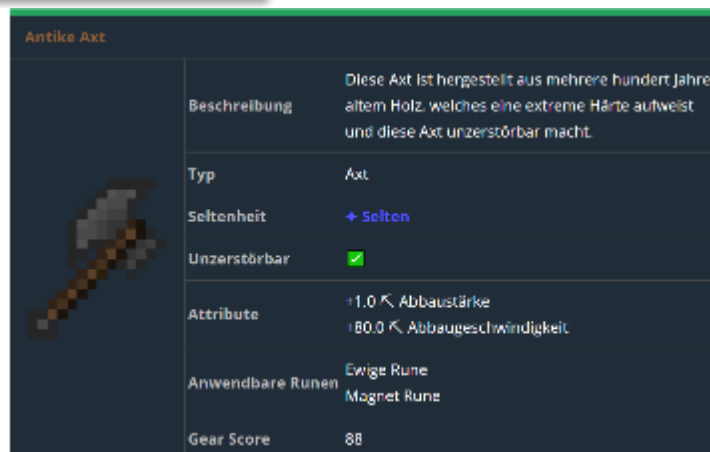 Antike Axt
Beschreibung
Diese Axt ist hergestellt aus mehrere hundert Jahre
altem Holz, welches eine extreme Härte aufweist
und diese Axt unzerstörbar macht.
Typ Axt
Seltenheit ✦ Selten
Unzerstörbar ✓
Attribute
+1.0 ⛏ Abbaustärke
+80.0 ⛏ Abbaugeschwindigkeit
Anwendbare Runen
Ewige Rune
Magnet Rune
Gear Score 88